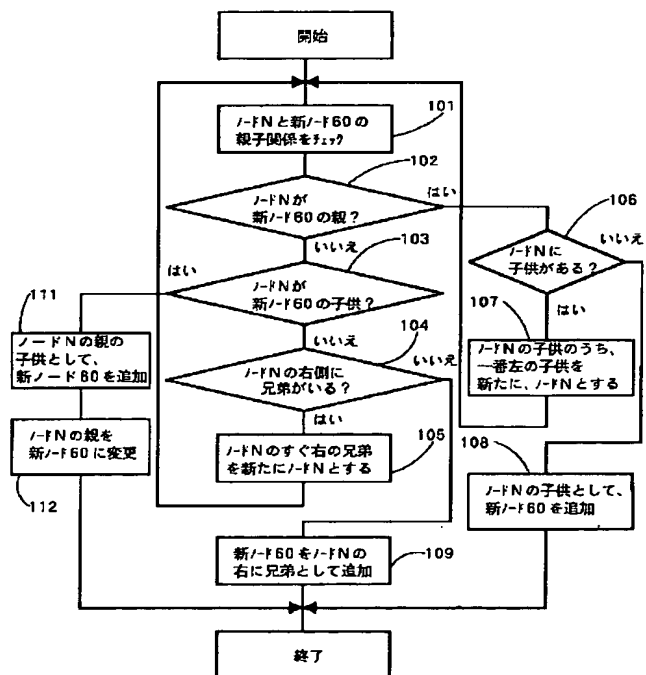 開始
101
ノードNと新ノード60の
親子関係をチェック
102
ノードNが
新ノード60の親?
はい
いいえ
103
106
ノードNに
子供がある?
いいえ
はい
ノードNが
新ノード60の子供?
はい
いいえ
111
ノードNの親の
子供として、
新ノード60を追加
104
ノードNの右側に
兄弟がいる?
いいえ
はい
107
ノードNの子供のうち、
一番左の子供を
新たに、ノードNとする
ノードNの親を
新ノード60に変更
112
ノードNのすぐ右の兄弟
を新たにノードNとする
105
108
ノードNの子供として、
新ノード60を追加
新ノード60をノードNの
右に兄弟として追加
109
終了